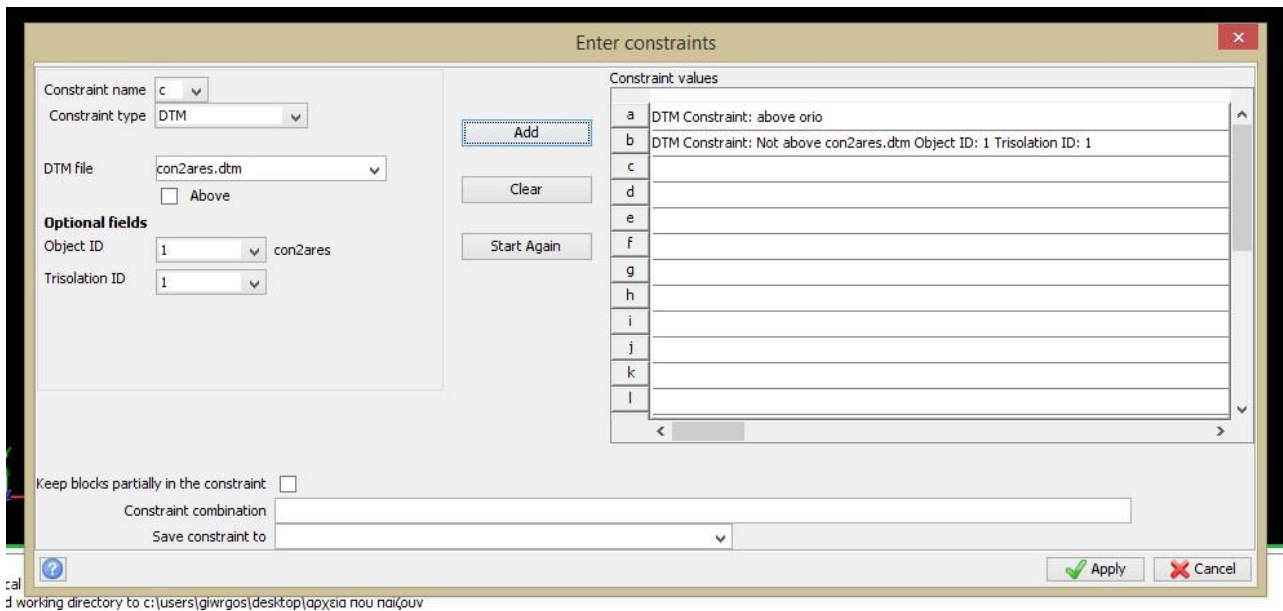 Enter constraints
Constraint name c
Constraint type DTM
DTM file con2ares.dtm
Above
Optional fields
Object ID 1 con2ares
Trisolation ID 1
Add
Clear
Start Again
Constraint values
a DTM Constraint: above orio
b DTM Constraint: Not above con2ares.dtm Object ID: 1 Trisolation ID: 1
c
d
e
f
g
h
i
j
k
l
Keep blocks partially in the constraint
Constraint combination
Save constraint to
? Apply Cancel
cal
d working directory to c:\users\giwrgos\desktop\αρχεία που παίζουν